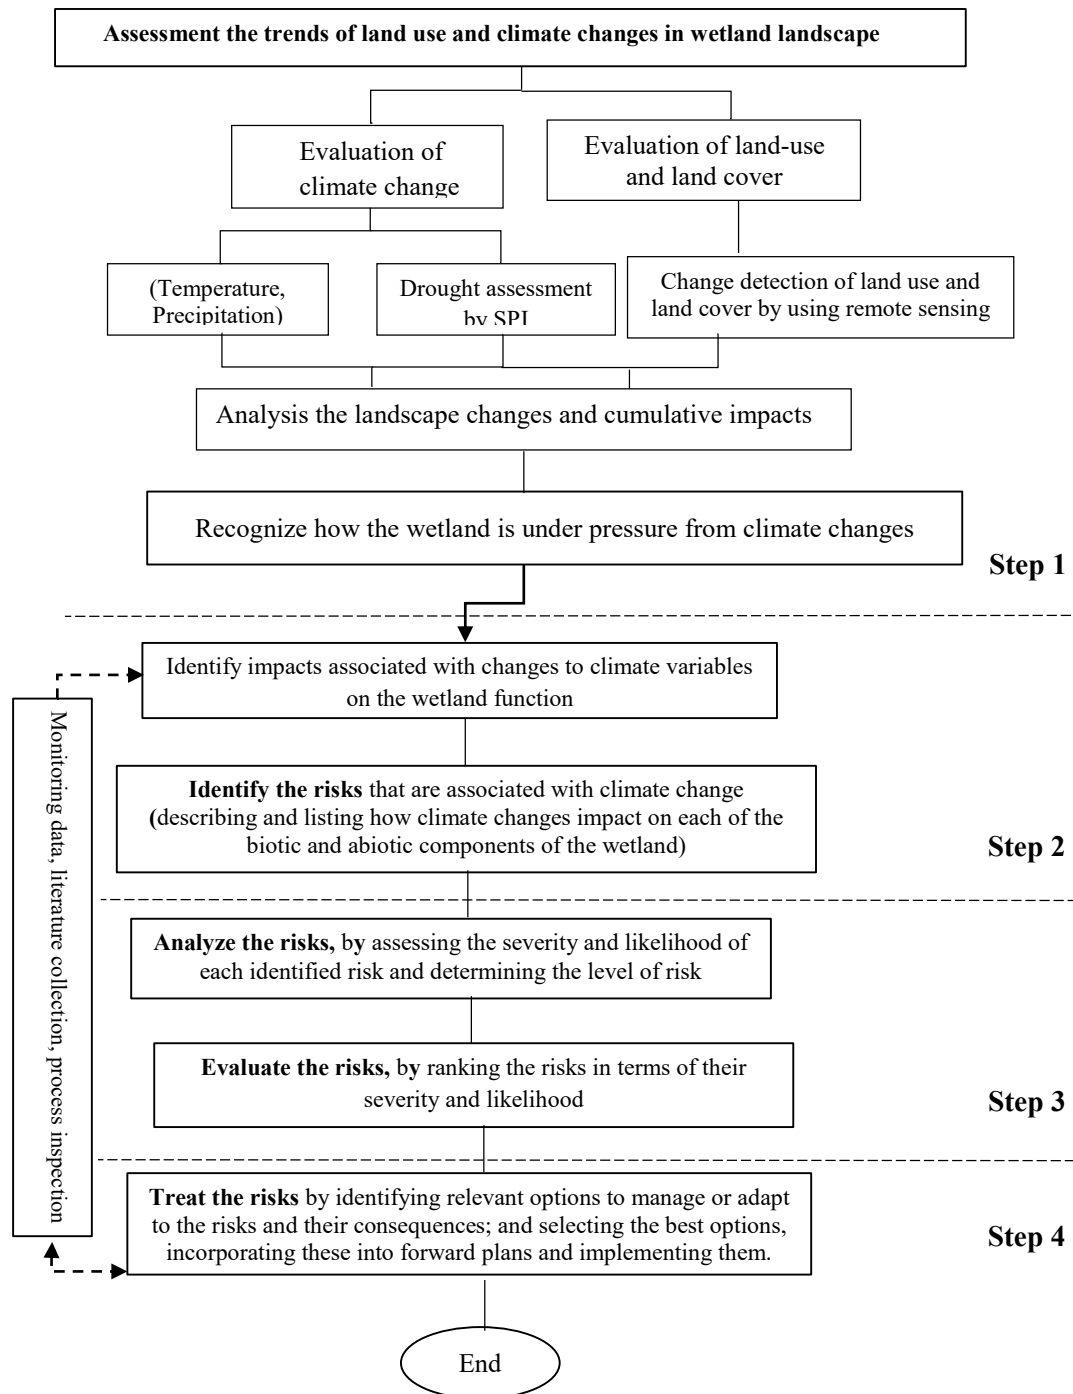 Assessment the trends of land use and climate changes in wetland landscape
Evaluation of
climate change
Evaluation of land-use
and land cover
(Temperature,
Precipitation)
Drought assessment
by SPI
Change detection of land use and
land cover by using remote sensing
Analysis the landscape changes and cumulative impacts
Recognize how the wetland is under pressure from climate changes
Step 1
Identify impacts associated with changes to climate variables
on the wetland function
Identify the risks that are associated with climate change
(describing and listing how climate changes impact on each of the
biotic and abiotic components of the wetland)
Step 2
Monitoring data, literature collection, process inspection
Analyze the risks, by assessing the severity and likelihood of
each identified risk and determining the level of risk
Evaluate the risks, by ranking the risks in terms of their
severity and likelihood
Step 3
Treat the risks by identifying relevant options to manage or adapt
to the risks and their consequences; and selecting the best options,
incorporating these into forward plans and implementing them.
Step 4
End